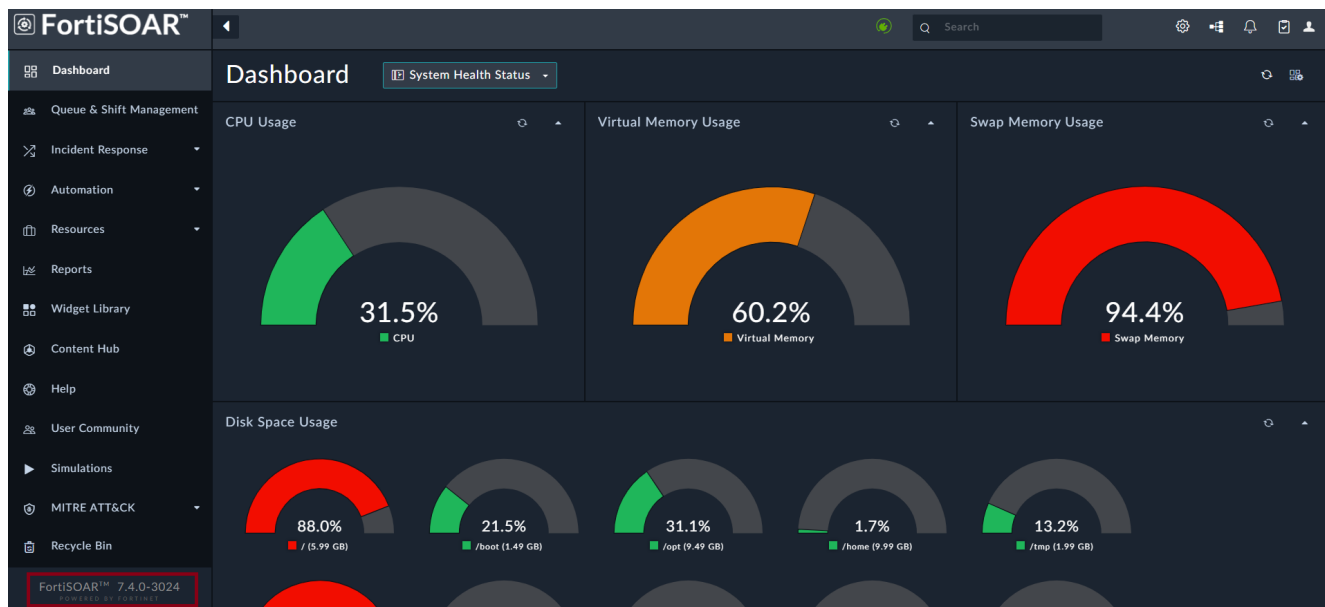 FortiSOAR™
Search
Dashboard
Queue & Shift Management
Incident Response
Automation
Resources
Reports
Widget Library
Content Hub
Help
User Community
Simulations
MITRE ATT&CK
Recycle Bin
FortiSOAR™ 7.4.0-3024
POWERED BY FORTINET
Dashboard
System Health Status
CPU Usage
31.5%
CPU
Virtual Memory Usage
60.2%
Virtual Memory
Swap Memory Usage
94.4%
Swap Memory
Disk Space Usage
88.0%
/ (5.99 GB)
21.5%
/boot (1.49 GB)
31.1%
/opt (9.49 GB)
1.7%
/home (9.99 GB)
13.2%
/tmp (1.99 GB)